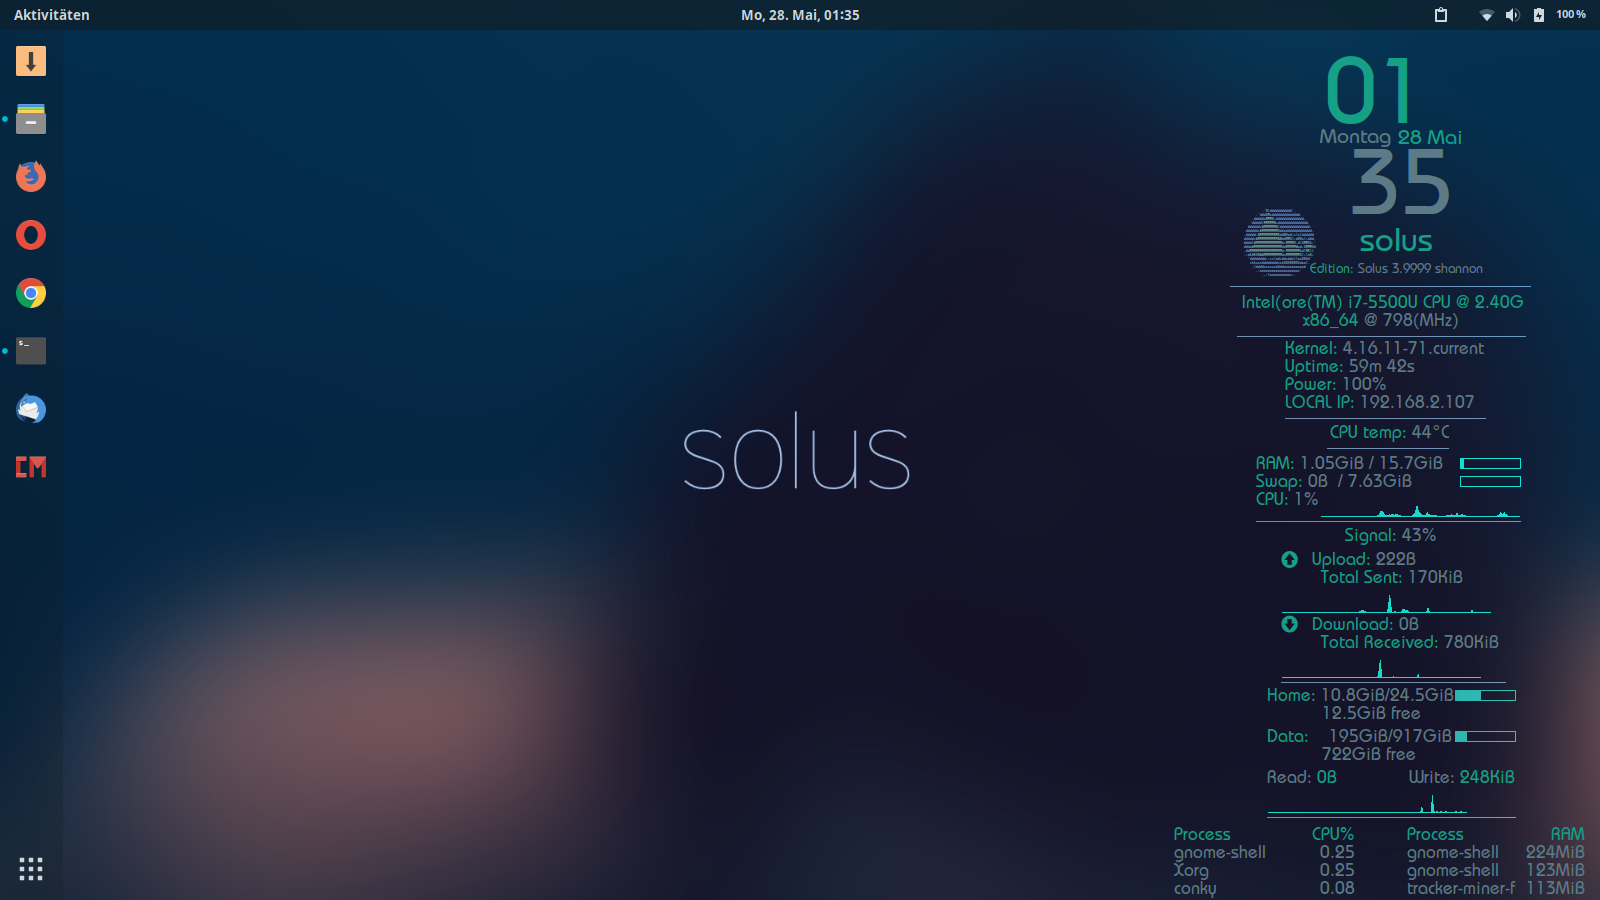 Aktivitäten
Mo, 28. Mai, 01:35
100 %
01
Montag 28 Mai
35
solus
Edition: Solus 3.9999 shannon
Intel(ore(TM) i7-5500U CPU @ 2.40G
x86_64 @ 798(MHz)
Kernel: 4.16.11-71.current
Uptime: 59m 42s
Power: 100%
LOCAL IP: 192.168.2.107
CPU temp: 44°C
RAM: 1.05GiB / 15.7GiB
Swap: 0B / 7.63GiB
CPU: 1%
solus
Signal: 43%
Upload: 222B
Total Sent: 170KiB
Download: 0B
Total Received: 780KiB
Home: 10.8GiB/24.5GiB
12.5GiB free
Data: 195GiB/917GiB
722GiB free
Read: 0B Write: 248KiB
Process CPU% Process RAM
gnome-shell 0.25 gnome-shell 224MiB
Xorg 0.25 gnome-shell 123MiB
conky 0.08 tracker-miner-f 113MiB